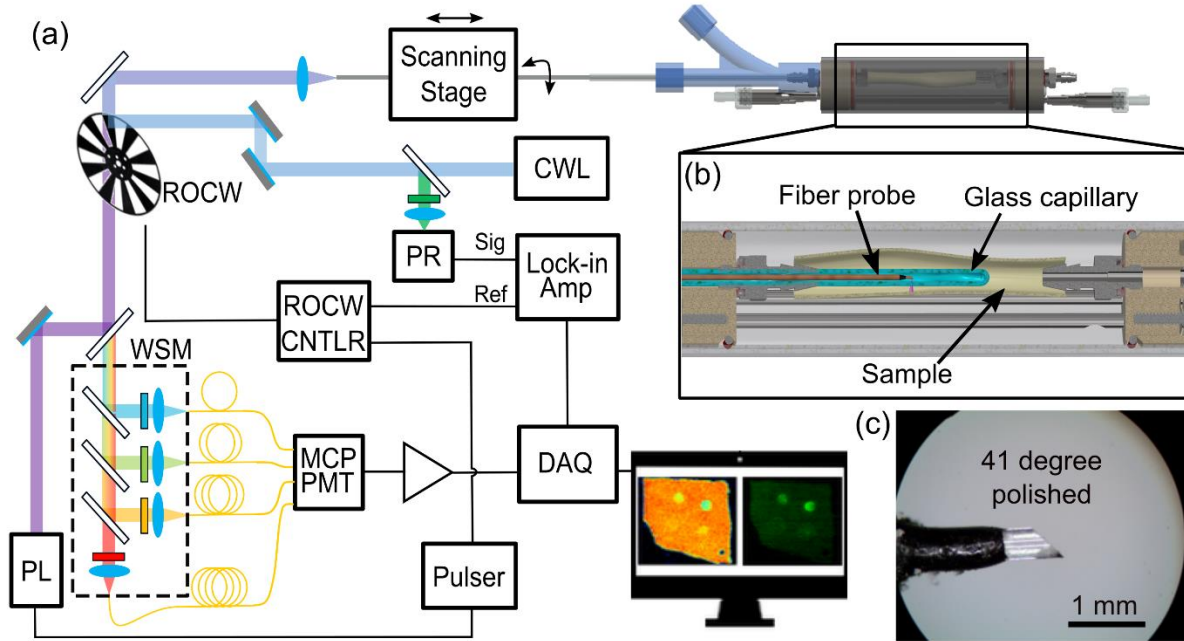 (a)
Scanning
Stage
ROCW
CWL
PR
Sig
Ref
Lock-in
Amp
ROCW
CNTLR
WSM
MCP
PMT
DAQ
PL
Pulser
(b)
Fiber probe
Glass capillary
Sample
(c)
41 degree
polished
1 mm